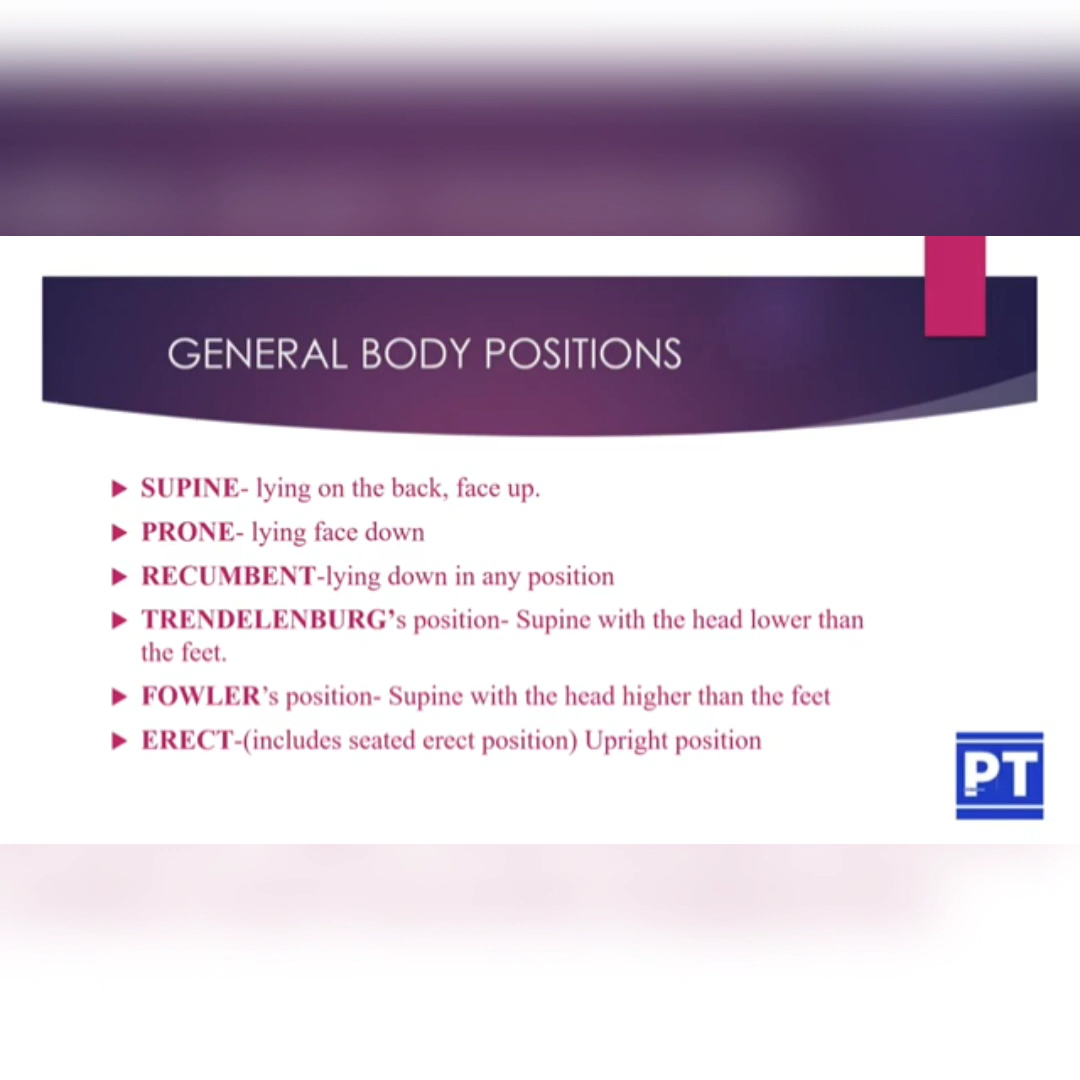 GENERAL BODY POSITIONS
SUPINE- lying on the back, face up.
PRONE- lying face down
RECUMBENT-lying down in any position
TRENDELENBURG’s position- Supine with the head lower than
the feet.
FOWLER’s position- Supine with the head higher than the feet
ERECT-(includes seated erect position) Upright position
PT